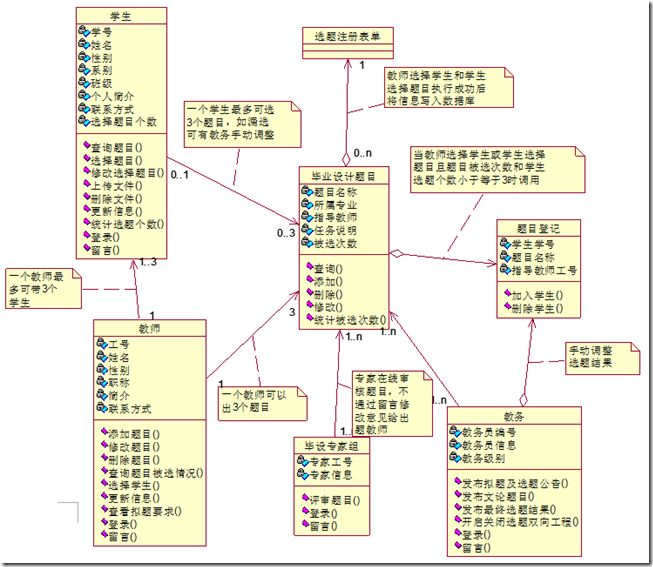 学生
学号
姓名
性别
系别
班级
个人简介
联系方式
选择题目个数
查询题目()
选择题目()
修改选择题目()
上传文件()
删除文件()
更新信息()
统计选题个数()
登录()
留言()
选题注册表单
1
教师选择学生和学生
选择题目执行成功后
将信息写入数据库
一个学生最多可选
3个题目，如漏选
可有教务手动调整
0..1
0..3
0..n
毕业设计题目
题目名称
所属专业
指导教师
任务说明
被选次数
查询()
添加()
删除()
修改()
统计被选次数()
当教师选择学生或学生选择
题目且题目被选次数和学生
选题个数小于等于3时调用
题目登记
学生学号
题目名称
指导教师工号
加入学生()
删除学生()
手动调整
选题结果
一个教师最
多可带3个
学生
1..3
1
教师
工号
姓名
性别
职称
简介
联系方式
添加题目()
修改题目()
删除题目()
查询题目被选情况()
选择学生()
更新信息()
查看拟题要求()
登录()
留言()
1
3
一个教师可以
出3个题目
1..n
1..n
专家在线审
核题目，不
通过留言修
改意见给出
题教师
1..n
1..n
毕设专家组
专家工号
专家信息
评审题目()
登录()
留言()
教务
教务员编号
教务员信息
教务级别
发布拟题及选题公告()
发布文论题目()
发布最终选题结果()
开启关闭选题双向工程()
登录()
留言()